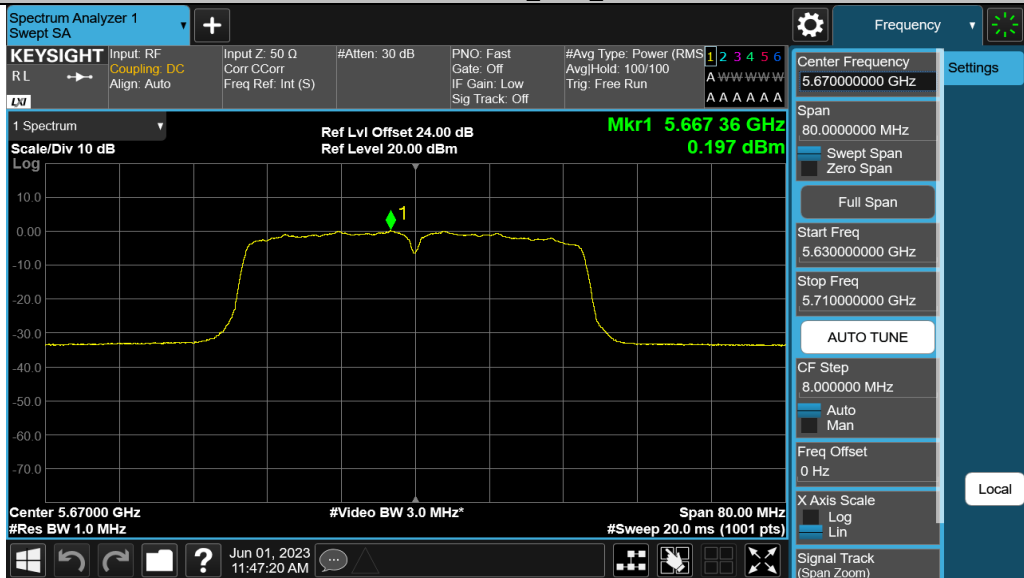 Spectrum Analyzer 1
Swept SA
+
Frequency
KEYSIGHT
R L
LXI
Input: RF
Coupling: DC
Align: Auto
Input Z: 50 Ω
Corr CCorr
Freq Ref: Int (S)
#Atten: 30 dB
PNO: Fast
Gate: Off
IF Gain: Low
Sig Track: Off
#Avg Type: Power (RMS
Avg|Hold: 100/100
Trig: Free Run
1 2 3 4 5 6
A W W W W W
A A A A A A
1 Spectrum
Scale/Div 10 dB
Ref Lvl Offset 24.00 dB
Ref Level 20.00 dBm
Mkr1 5.667 36 GHz
0.197 dBm
Log
10.0
0.00
-10.0
-20.0
-30.0
-40.0
-50.0
-60.0
-70.0
1
Center 5.67000 GHz
#Res BW 1.0 MHz
#Video BW 3.0 MHz*
Span 80.00 MHz
#Sweep 20.0 ms (1001 pts)
Center Frequency
5.670000000 GHz
Span
80.0000000 MHz
Swept Span
Zero Span
Full Span
Start Freq
5.630000000 GHz
Stop Freq
5.710000000 GHz
AUTO TUNE
CF Step
8.000000 MHz
Auto
Man
Freq Offset
0 Hz
X Axis Scale
Log
Lin
Signal Track
(Span Zoom)
Settings
Local
?
Jun 01, 2023
11:47:20 AM